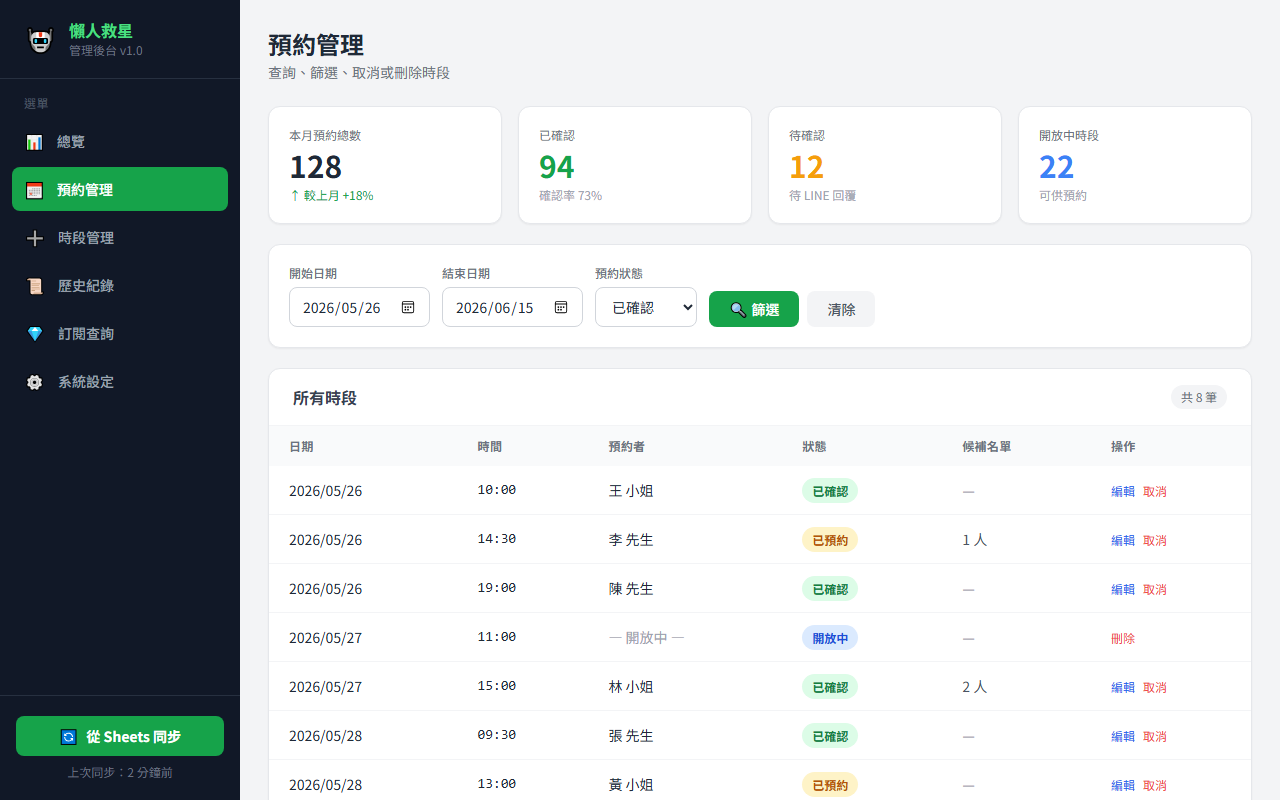 懶人救星
管理後台 v1.0
選單
總覽
預約管理
時段管理
歷史紀錄
訂閱查詢
系統設定
從 Sheets 同步
上次同步：2 分鐘前
預約管理
查詢、篩選、取消或刪除時段
本月預約總數
128
↑ 較上月 +18%
已確認
94
確認率 73%
待確認
12
待 LINE 回覆
開放中時段
22
可供預約
開始日期
2026/05/26
結束日期
2026/06/15
預約狀態
已確認
篩選
清除
所有時段
共 8 筆
日期 時間 預約者 狀態 候補名單 操作
2026/05/26 10:00 王 小姐 已確認 — 編輯 取消
2026/05/26 14:30 李 先生 已預約 1 人 編輯 取消
2026/05/26 19:00 陳 先生 已確認 — 編輯 取消
2026/05/27 11:00 — 開放中 — 開放中 — 刪除
2026/05/27 15:00 林 小姐 已確認 2 人 編輯 取消
2026/05/28 09:30 張 先生 已確認 — 編輯 取消
2026/05/28 13:00 黃 小姐 已預約 — 編輯 取消